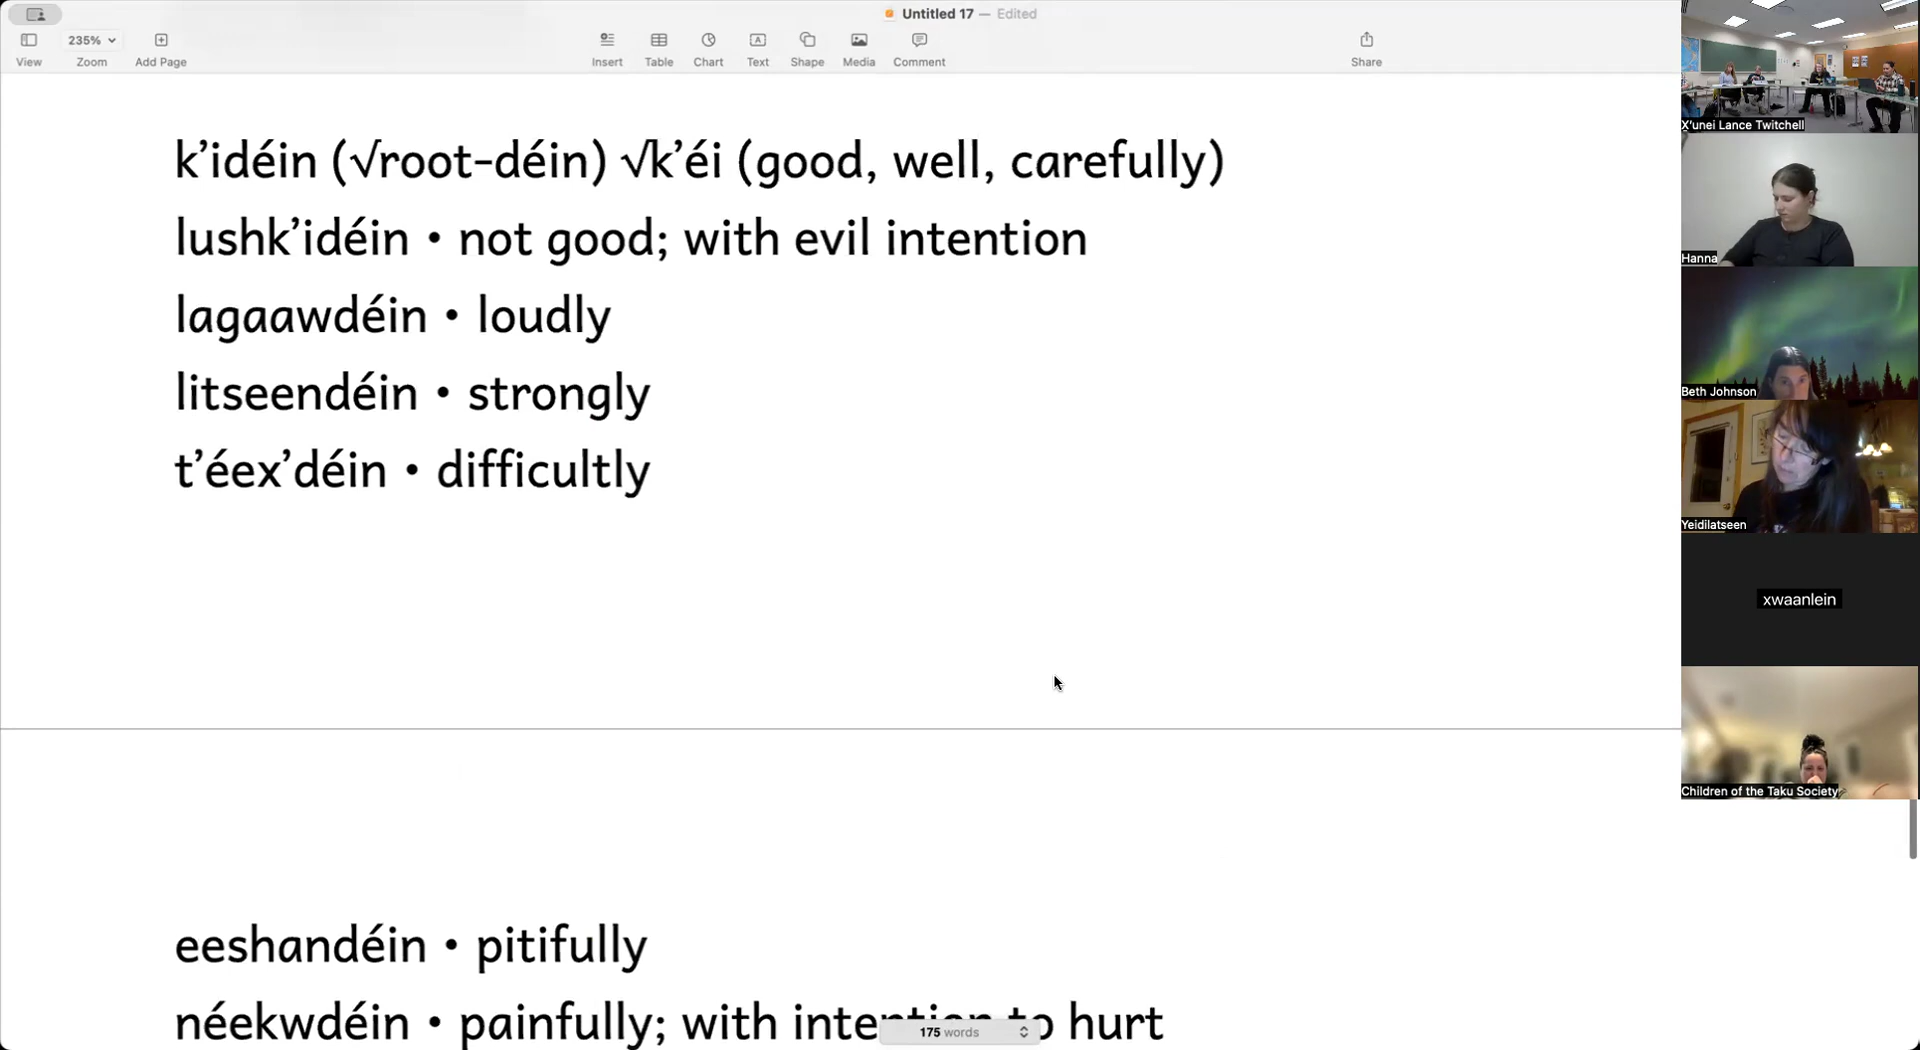 Untitled 17 — Edited
235%
View Zoom Add Page Insert Table Chart Text Shape Media Comment Share
k’idéin (√root-déin) √k’éi (good, well, carefully)
lushk’idéin • not good; with evil intention
lagaawdéin • loudly
litseendéin • strongly
t’éex’déin • difficultly
eeshandéin • pitifully
néekwdéin • painfully; with intention to hurt
175 words
X’unei Lance Twitchell
Hanna
Beth Johnson
Yeidilatseen
xwaanlein
Children of the Taku Society